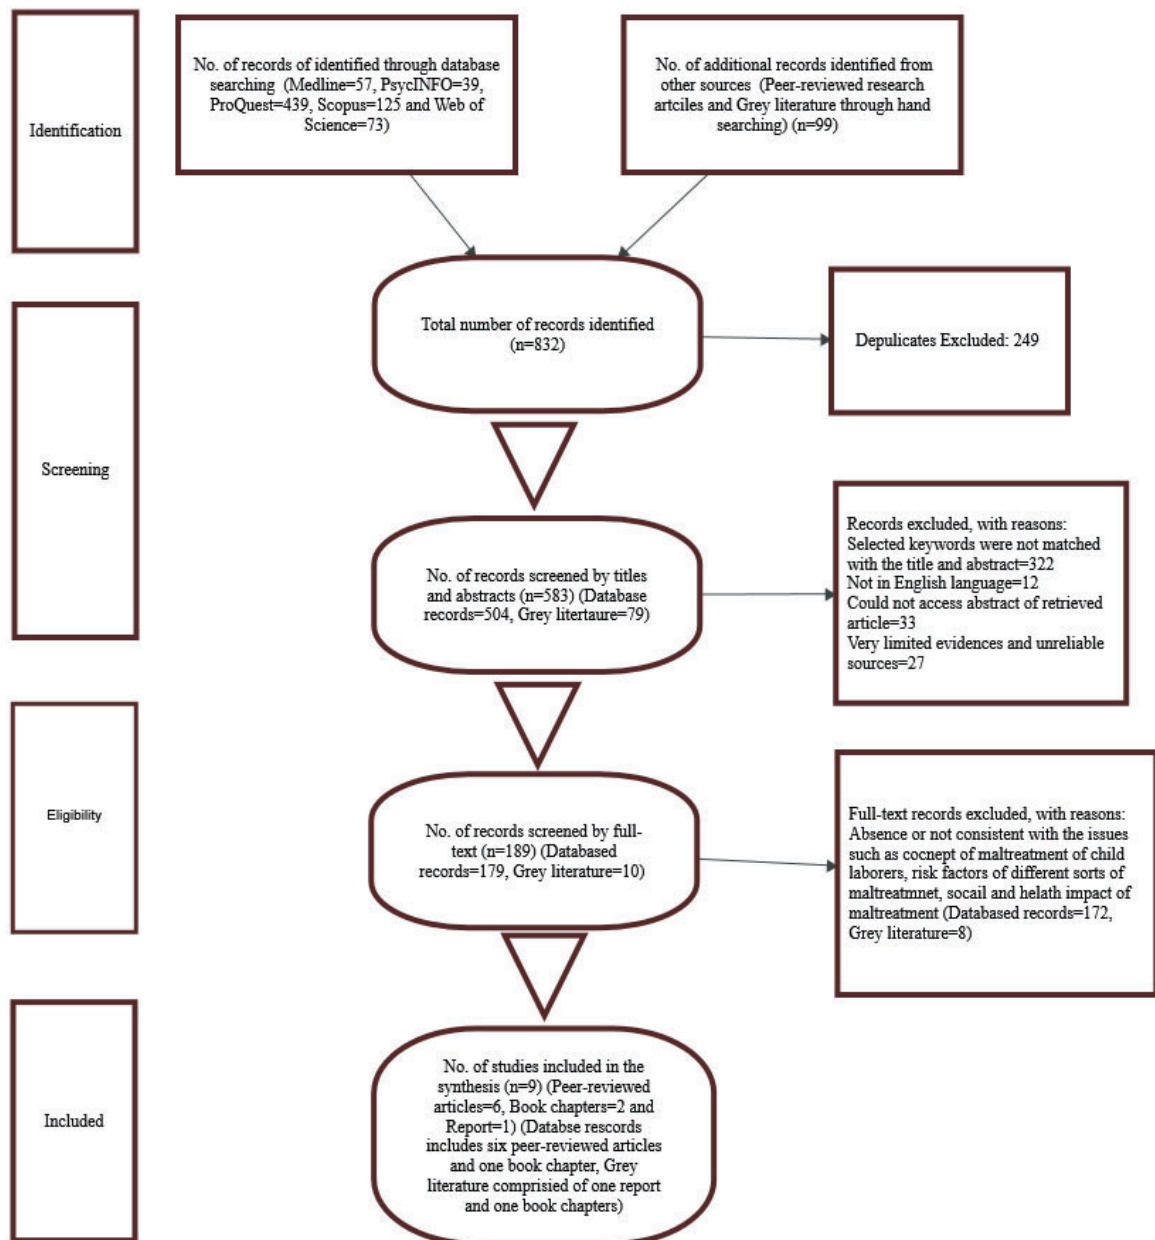 Identification
No. of records of identified through database
searching (Medline=57, PsycINFO=39,
ProQuest=439, Scopus=125 and Web of
Science=73)
No. of additional records identified from
other sources (Peer-reviewed research
artciles and Grey literature through hand
searching) (n=99)
Total number of records identified
(n=832)
Depulicates Excluded: 249
Screening
No. of records screened by titles
and abstracts (n=583) (Database
records=504, Grey litertaure=79)
Records excluded, with reasons:
Selected keywords were not matched
with the title and abstract=322
Not in English language=12
Could not access abstract of retrieved
article=33
Very limited evidences and unreliable
sources=27
Eligibility
No. of records screened by full-
text (n=189) (Databased
records=179, Grey literature=10)
Full-text records excluded, with reasons:
Absence or not consistent with the issues
such as cocnept of maltreatment of child
laborers, risk factors of different sorts of
maltreatmnet, socail and helath impact of
maltreatment (Databased records=172,
Grey literature=8)
Included
No. of studies included in the
synthesis (n=9) (Peer-reviewed
articles=6, Book chapters=2 and
Report=1) (Databse rescords
includes six peer-reviewed articles
and one book chapter, Grey
literature comprisied of one report
and one book chapters)